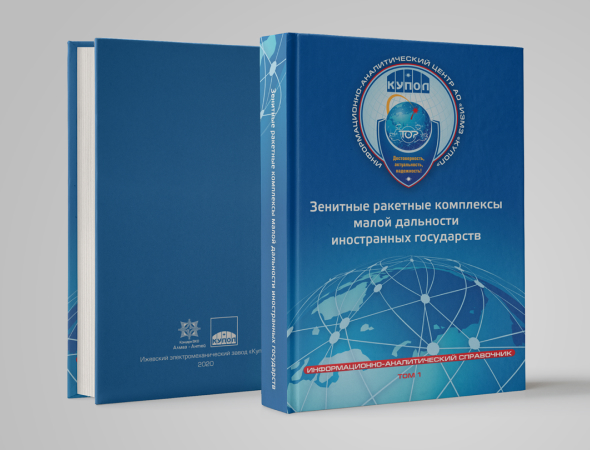 ИНФОРМАЦИОННО-АНАЛИТИЧЕСКИЙ ЦЕНТР АО «ИЭМЗ «КУПОЛ»
КУПОЛ
ТОР
Достоверность,
актуальность,
надежность!
Зенитные ракетные комплексы
малой дальности
иностранных государств
ИНФОРМАЦИОННО-АНАЛИТИЧЕСКИЙ СПРАВОЧНИК
ТОМ 1
Зенитные ракетные комплексы малой дальности иностранных государств
Концерн ВКО
Алмаз - Антей
КУПОЛ
Ижевский электромеханический завод «Куп
2020